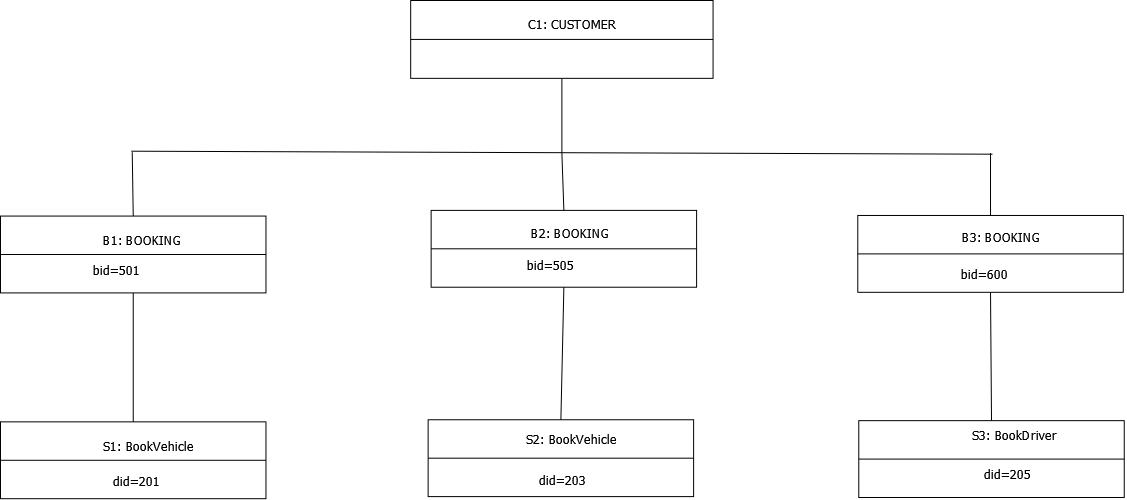 C1: CUSTOMER
B1: BOOKING
bid=501
B2: BOOKING
bid=505
B3: BOOKING
bid=600
S1: BookVehicle
did=201
S2: BookVehicle
did=203
S3: BookDriver
did=205